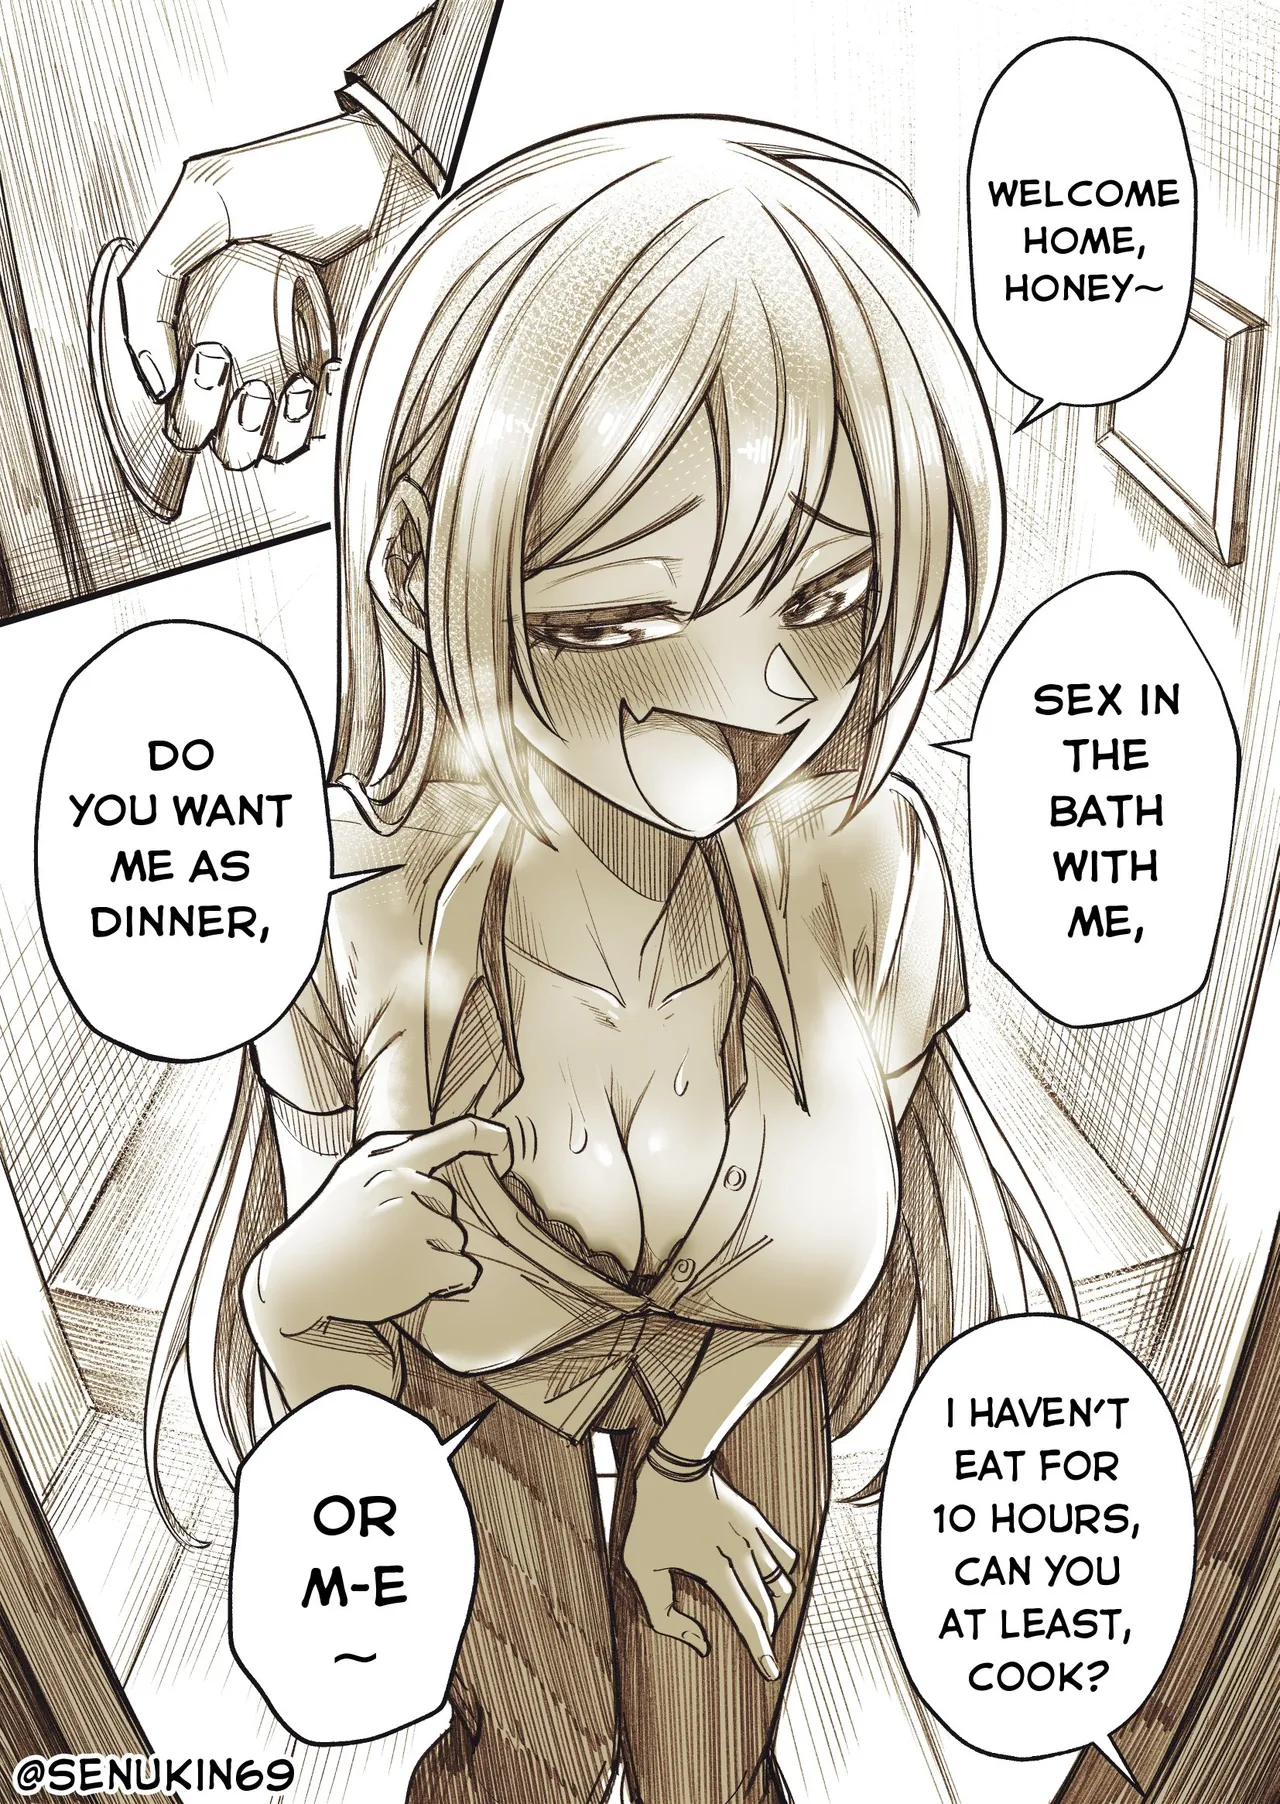 WELCOME
HOME,
HONEY~
SEX IN
THE
BATH
WITH
ME,
DO
YOU WANT
ME AS
DINNER,
OR
M-E
~
I HAVEN'T
EAT FOR
10 HOURS,
CAN YOU
AT LEAST,
COOK?
@SENUKIN69